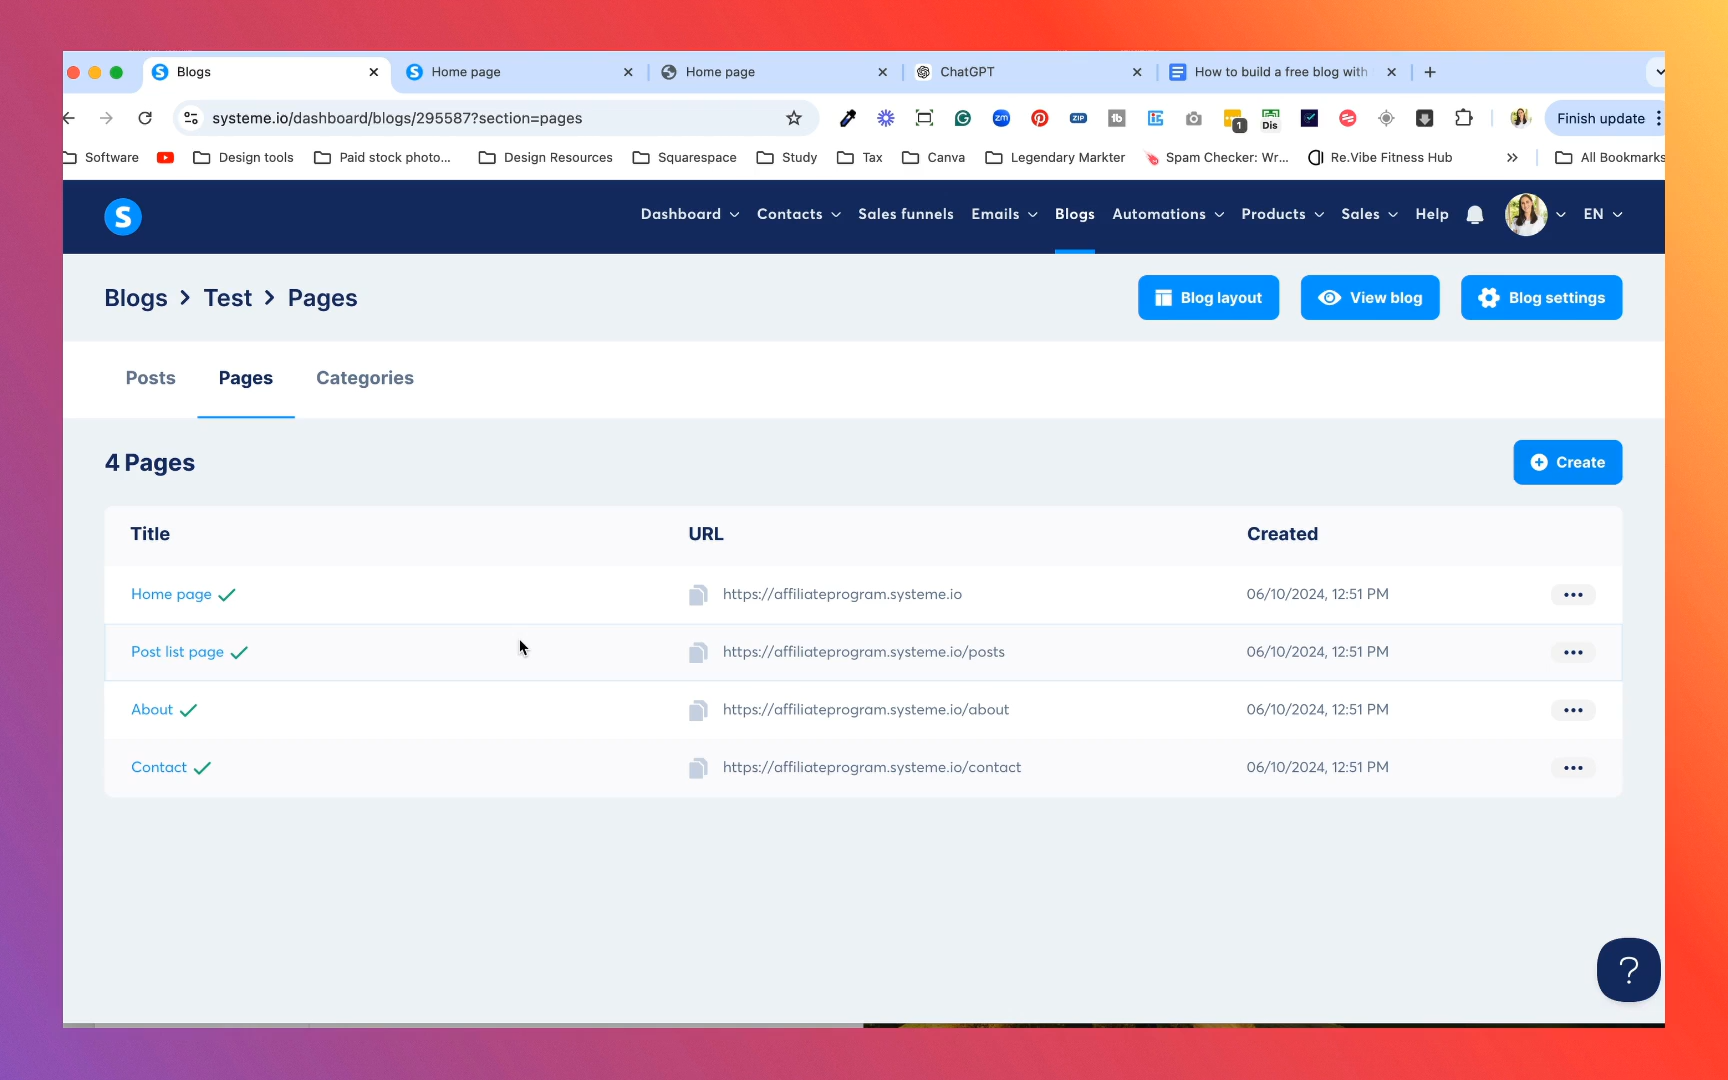 Blogs
Home page
Home page
ChatGPT
How to build a free blog with
systeme.io/dashboard/blogs/295587?section=pages
zm
ZIP
1b
1
Dis
Finish update
Software
Design tools
Paid stock photo...
Design Resources
Squarespace
Study
Tax
Canva
Legendary Markter
Spam Checker: Wr...
Re.Vibe Fitness Hub
All Bookmarks
S
Dashboard
Contacts
Sales funnels
Emails
Blogs
Automations
Products
Sales
Help
EN
Blogs > Test > Pages
Blog layout
View blog
Blog settings
Posts
Pages
Categories
4 Pages
Create
Title
URL
Created
Home page
https://affiliateprogram.systeme.io
06/10/2024, 12:51 PM
Post list page
https://affiliateprogram.systeme.io/posts
06/10/2024, 12:51 PM
About
https://affiliateprogram.systeme.io/about
06/10/2024, 12:51 PM
Contact
https://affiliateprogram.systeme.io/contact
06/10/2024, 12:51 PM
?